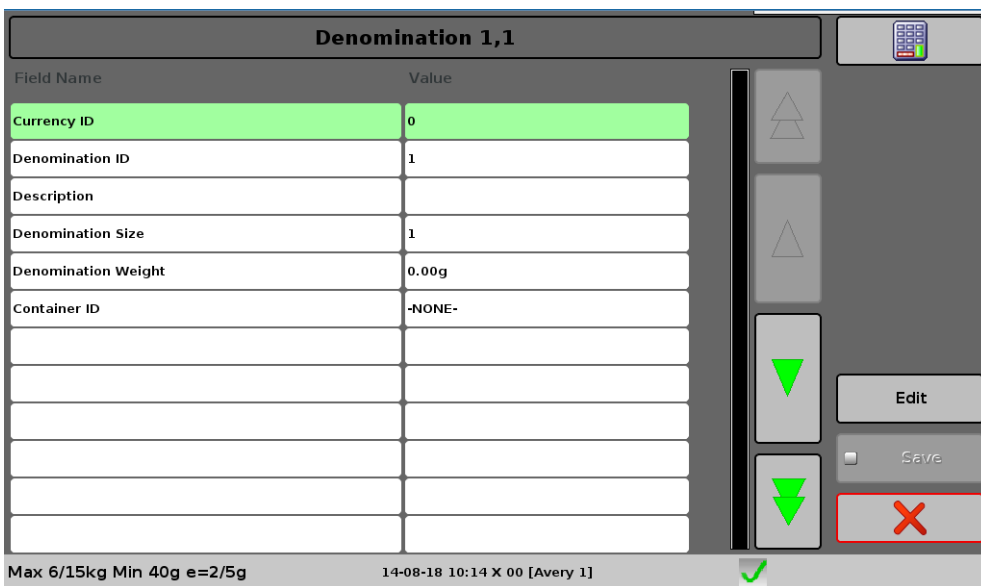 Denomination 1,1
Field Name Value
Currency ID 0
Denomination ID 1
Description
Denomination Size 1
Denomination Weight 0.00g
Container ID -NONE-
Edit
Save
Max 6/15kg Min 40g e=2/5g 14-08-18 10:14 X 00 [Avery 1]